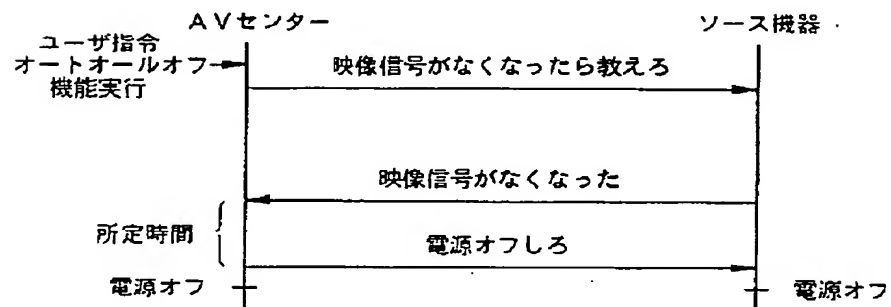 AVセンター
ソース機器
ユーザ指令
オートオールオフ
機能実行
映像信号がなくなったら教えろ
映像信号がなくなった
所定時間
電源オフしろ
電源オフ
電源オフ